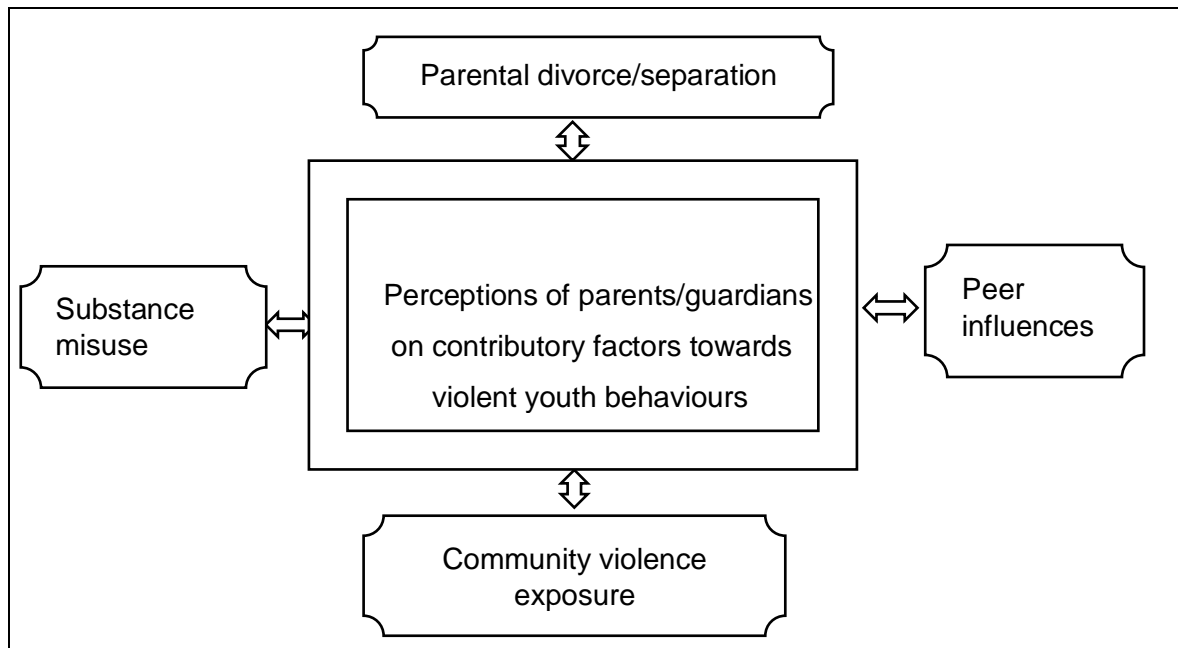 Parental divorce/separation
Substance
misuse
Perceptions of parents/guardians
on contributory factors towards
violent youth behaviours
Peer
influences
Community violence
exposure